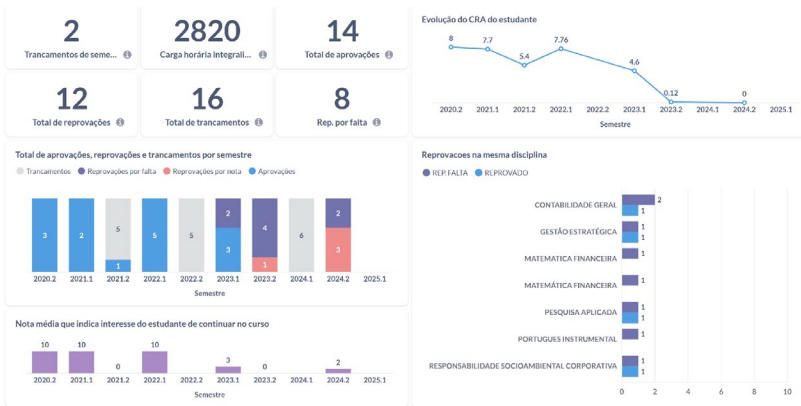 2
Trancamentos de seme...
2820
Carga horária integrali...
14
Total de aprovações
12
Total de reprovações
16
Total de trancamentos
8
Rep. por falta
Evolução do CRA do estudante
8
7.7
5.4
7.76
4.6
0.12
0
2020.2 2021.1 2021.2 2022.1 2022.2 2023.1 2023.2 2024.1 2024.2 2025.1
Semestre
Total de aprovações, reprovações e trancamentos por semestre
Trancamentos Reprovações por falta Reprovações por nota Aprovações
3
2
5
1
5
5
2
3
4
1
6
2
3
2020.2 2021.1 2021.2 2022.1 2022.2 2023.1 2023.2 2024.1 2024.2 2025.1
Semestre
Reprovacoes na mesma disciplina
REP. FALTA REPROVADO
CONTABILIDADE GERAL
2
1
GESTÃO ESTRATÉGICA
1
1
MATEMATICA FINANCEIRA
1
MATEMÁTICA FINANCEIRA
1
PESQUISA APLICADA
1
1
PORTUGUES INSTRUMENTAL
1
RESPONSABILIDADE SOCIOAMBIENTAL CORPORATIVA
1
1
0 2 4 6 8 10
Nota média que indica interesse do estudante de continuar no curso
10
10
0
10
3
0
2
2020.2 2021.1 2021.2 2022.1 2022.2 2023.1 2023.2 2024.1 2024.2 2025.1
Semestre